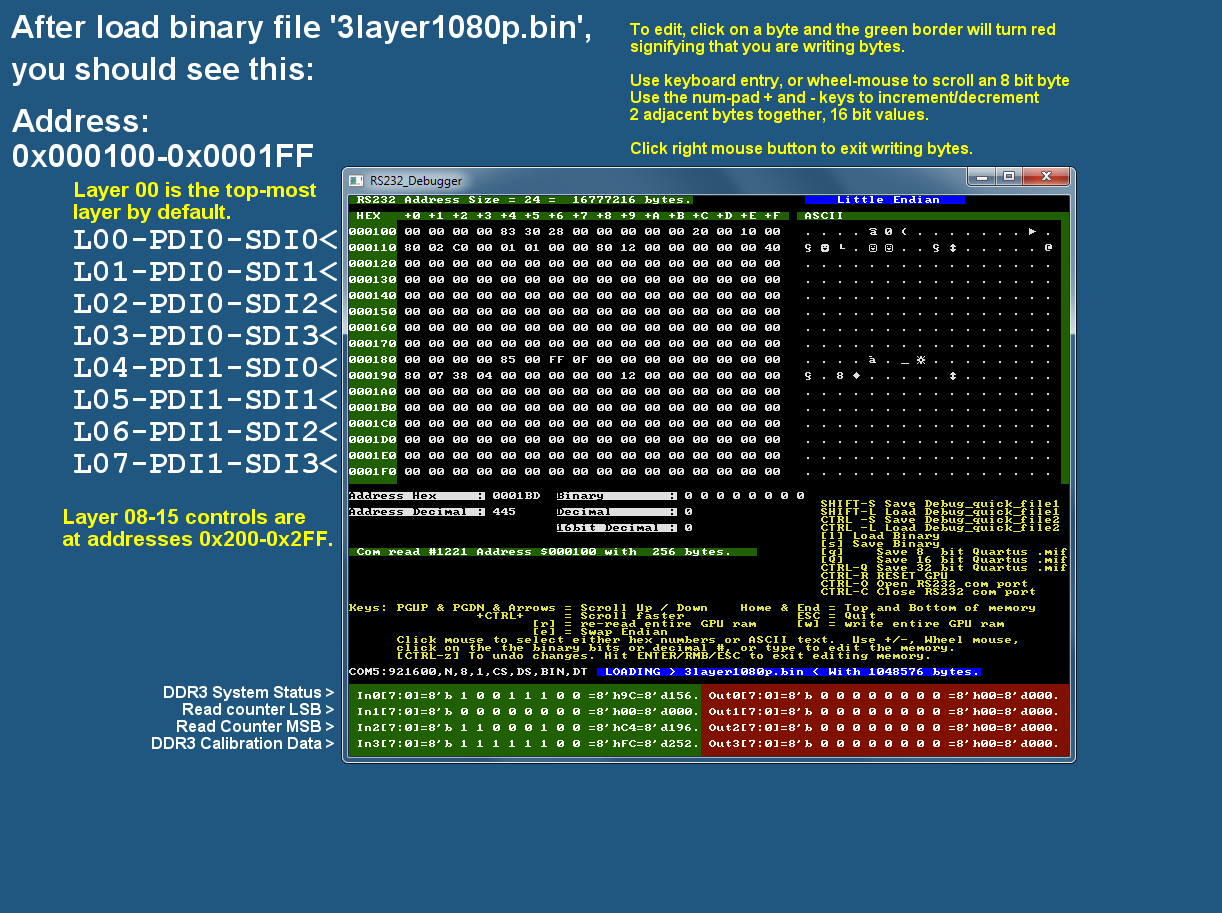 After load binary file '3layer1080p.bin',
you should see this:
Address:
0x000100-0x0001FF
To edit, click on a byte and the green border will turn red
signifying that you are writing bytes.
Use keyboard entry, or wheel-mouse to scroll an 8 bit byte
Use the num-pad + and - keys to increment/decrement
2 adjacent bytes together, 16 bit values.
Click right mouse button to exit writing bytes.
Layer 00 is the top-most
layer by default.
L00-PDI0-SDI0<
L01-PDI0-SDI1<
L02-PDI0-SDI2<
L03-PDI0-SDI3<
L04-PDI1-SDI0<
L05-PDI1-SDI1<
L06-PDI1-SDI2<
L07-PDI1-SDI3<
Layer 08-15 controls are
at addresses 0x200-0x2FF.
RS232_Debugger
RS232 Address Size = 24 = 16777216 bytes. Little Endian
HEX +0 +1 +2 +3 +4 +5 +6 +7 +8 +9 +A +B +C +D +E +F ASCII
000100 00 00 00 00 83 30 28 00 00 00 00 00 20 00 10 00 . . . . â 0 ( . . . . . . . ► .
000110 80 02 C0 00 01 01 00 00 80 12 00 00 00 00 00 40 Ç ☻ └ . ☺ ☺ . . Ç ↕ . . . . . @
000120 00 00 00 00 00 00 00 00 00 00 00 00 00 00 00 00 . . . . . . . . . . . . . . . .
000130 00 00 00 00 00 00 00 00 00 00 00 00 00 00 00 00 . . . . . . . . . . . . . . . .
000140 00 00 00 00 00 00 00 00 00 00 00 00 00 00 00 00 . . . . . . . . . . . . . . . .
000150 00 00 00 00 00 00 00 00 00 00 00 00 00 00 00 00 . . . . . . . . . . . . . . . .
000160 00 00 00 00 00 00 00 00 00 00 00 00 00 00 00 00 . . . . . . . . . . . . . . . .
000170 00 00 00 00 00 00 00 00 00 00 00 00 00 00 00 00 . . . . . . . . . . . . . . . .
000180 00 00 00 00 85 00 FF 0F 00 00 00 00 00 00 00 00 . . . . à . _ ☼ . . . . . . . .
000190 80 07 38 04 00 00 00 00 00 12 00 00 00 00 00 00 Ç . 8 ♦ . . . . . ↕ . . . . . .
0001A0 00 00 00 00 00 00 00 00 00 00 00 00 00 00 00 00 . . . . . . . . . . . . . . . .
0001B0 00 00 00 00 00 00 00 00 00 00 00 00 00 00 00 00 . . . . . . . . . . . . . . . .
0001C0 00 00 00 00 00 00 00 00 00 00 00 00 00 00 00 00 . . . . . . . . . . . . . . . .
0001D0 00 00 00 00 00 00 00 00 00 00 00 00 00 00 00 00 . . . . . . . . . . . . . . . .
0001E0 00 00 00 00 00 00 00 00 00 00 00 00 00 00 00 00 . . . . . . . . . . . . . . . .
0001F0 00 00 00 00 00 00 00 00 00 00 00 00 00 00 00 00 . . . . . . . . . . . . . . . .
Address Hex : 0001BD Binary : 0 0 0 0 0 0 0 0
Address Decimal : 445 Decimal : 0
16bit Decimal : 0
SHIFT-S Save Debug_quick_file1
SHIFT-L Load Debug_quick_file1
CTRL -S Save Debug_quick_file2
CTRL -L Load Debug_quick_file2
[l] Load Binary
[s] Save Binary
[q] Save 8 bit Quartus .mif
[Q] Save 16 bit Quartus .mif
CTRL-Q Save 32 bit Quartus .mif
CTRL-R RESET GPU
CTRL-O Open RS232 com port
CTRL-C Close RS232 com port
Com read #1221 Address $000100 with 256 bytes.
Keys: PGUP & PGDN & Arrows = Scroll Up / Down Home & End = Top and Bottom of memory
+CTRL+ = Scroll faster ESC = Quit
[r] = re-read entire GPU ram [w] = write entire GPU ram
[e] = Swap Endian
Click mouse to select either hex numbers or ASCII text. Use +/-, Wheel mouse,
click on the the binary bits or decimal #, or type to edit the memory.
[CTRL-z] To undo changes. Hit ENTER/RMB/ESC to exit editing memory.
COM5:921600,N,8,1,CS,DS,BIN,DT LOADING > 3layer1080p.bin < With 1048576 bytes.
DDR3 System Status > In0[7:0]=8'b 1 0 0 1 1 1 0 0 =8'h9C=8'd156. Out0[7:0]=8'b 0 0 0 0 0 0 0 0 =8'h00=8'd000.
Read counter LSB > In1[7:0]=8'b 0 0 0 0 0 0 0 0 =8'h00=8'd000. Out1[7:0]=8'b 0 0 0 0 0 0 0 0 =8'h00=8'd000.
Read Counter MSB > In2[7:0]=8'b 1 1 0 0 0 1 0 0 =8'hC4=8'd196. Out2[7:0]=8'b 0 0 0 0 0 0 0 0 =8'h00=8'd000.
DDR3 Calibration Data > In3[7:0]=8'b 1 1 1 1 1 1 0 0 =8'hFC=8'd252. Out3[7:0]=8'b 0 0 0 0 0 0 0 0 =8'h00=8'd000.